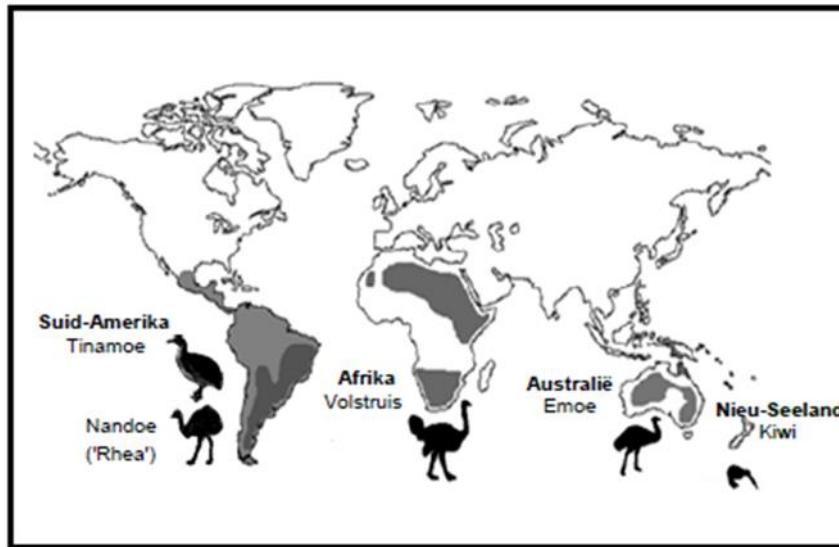 Suid-Amerika
Tinamoe
Nandoe
('Rhea')
Afrika
Volstruis
Australië
Emoe
Nieu-Seeland
Kiwi